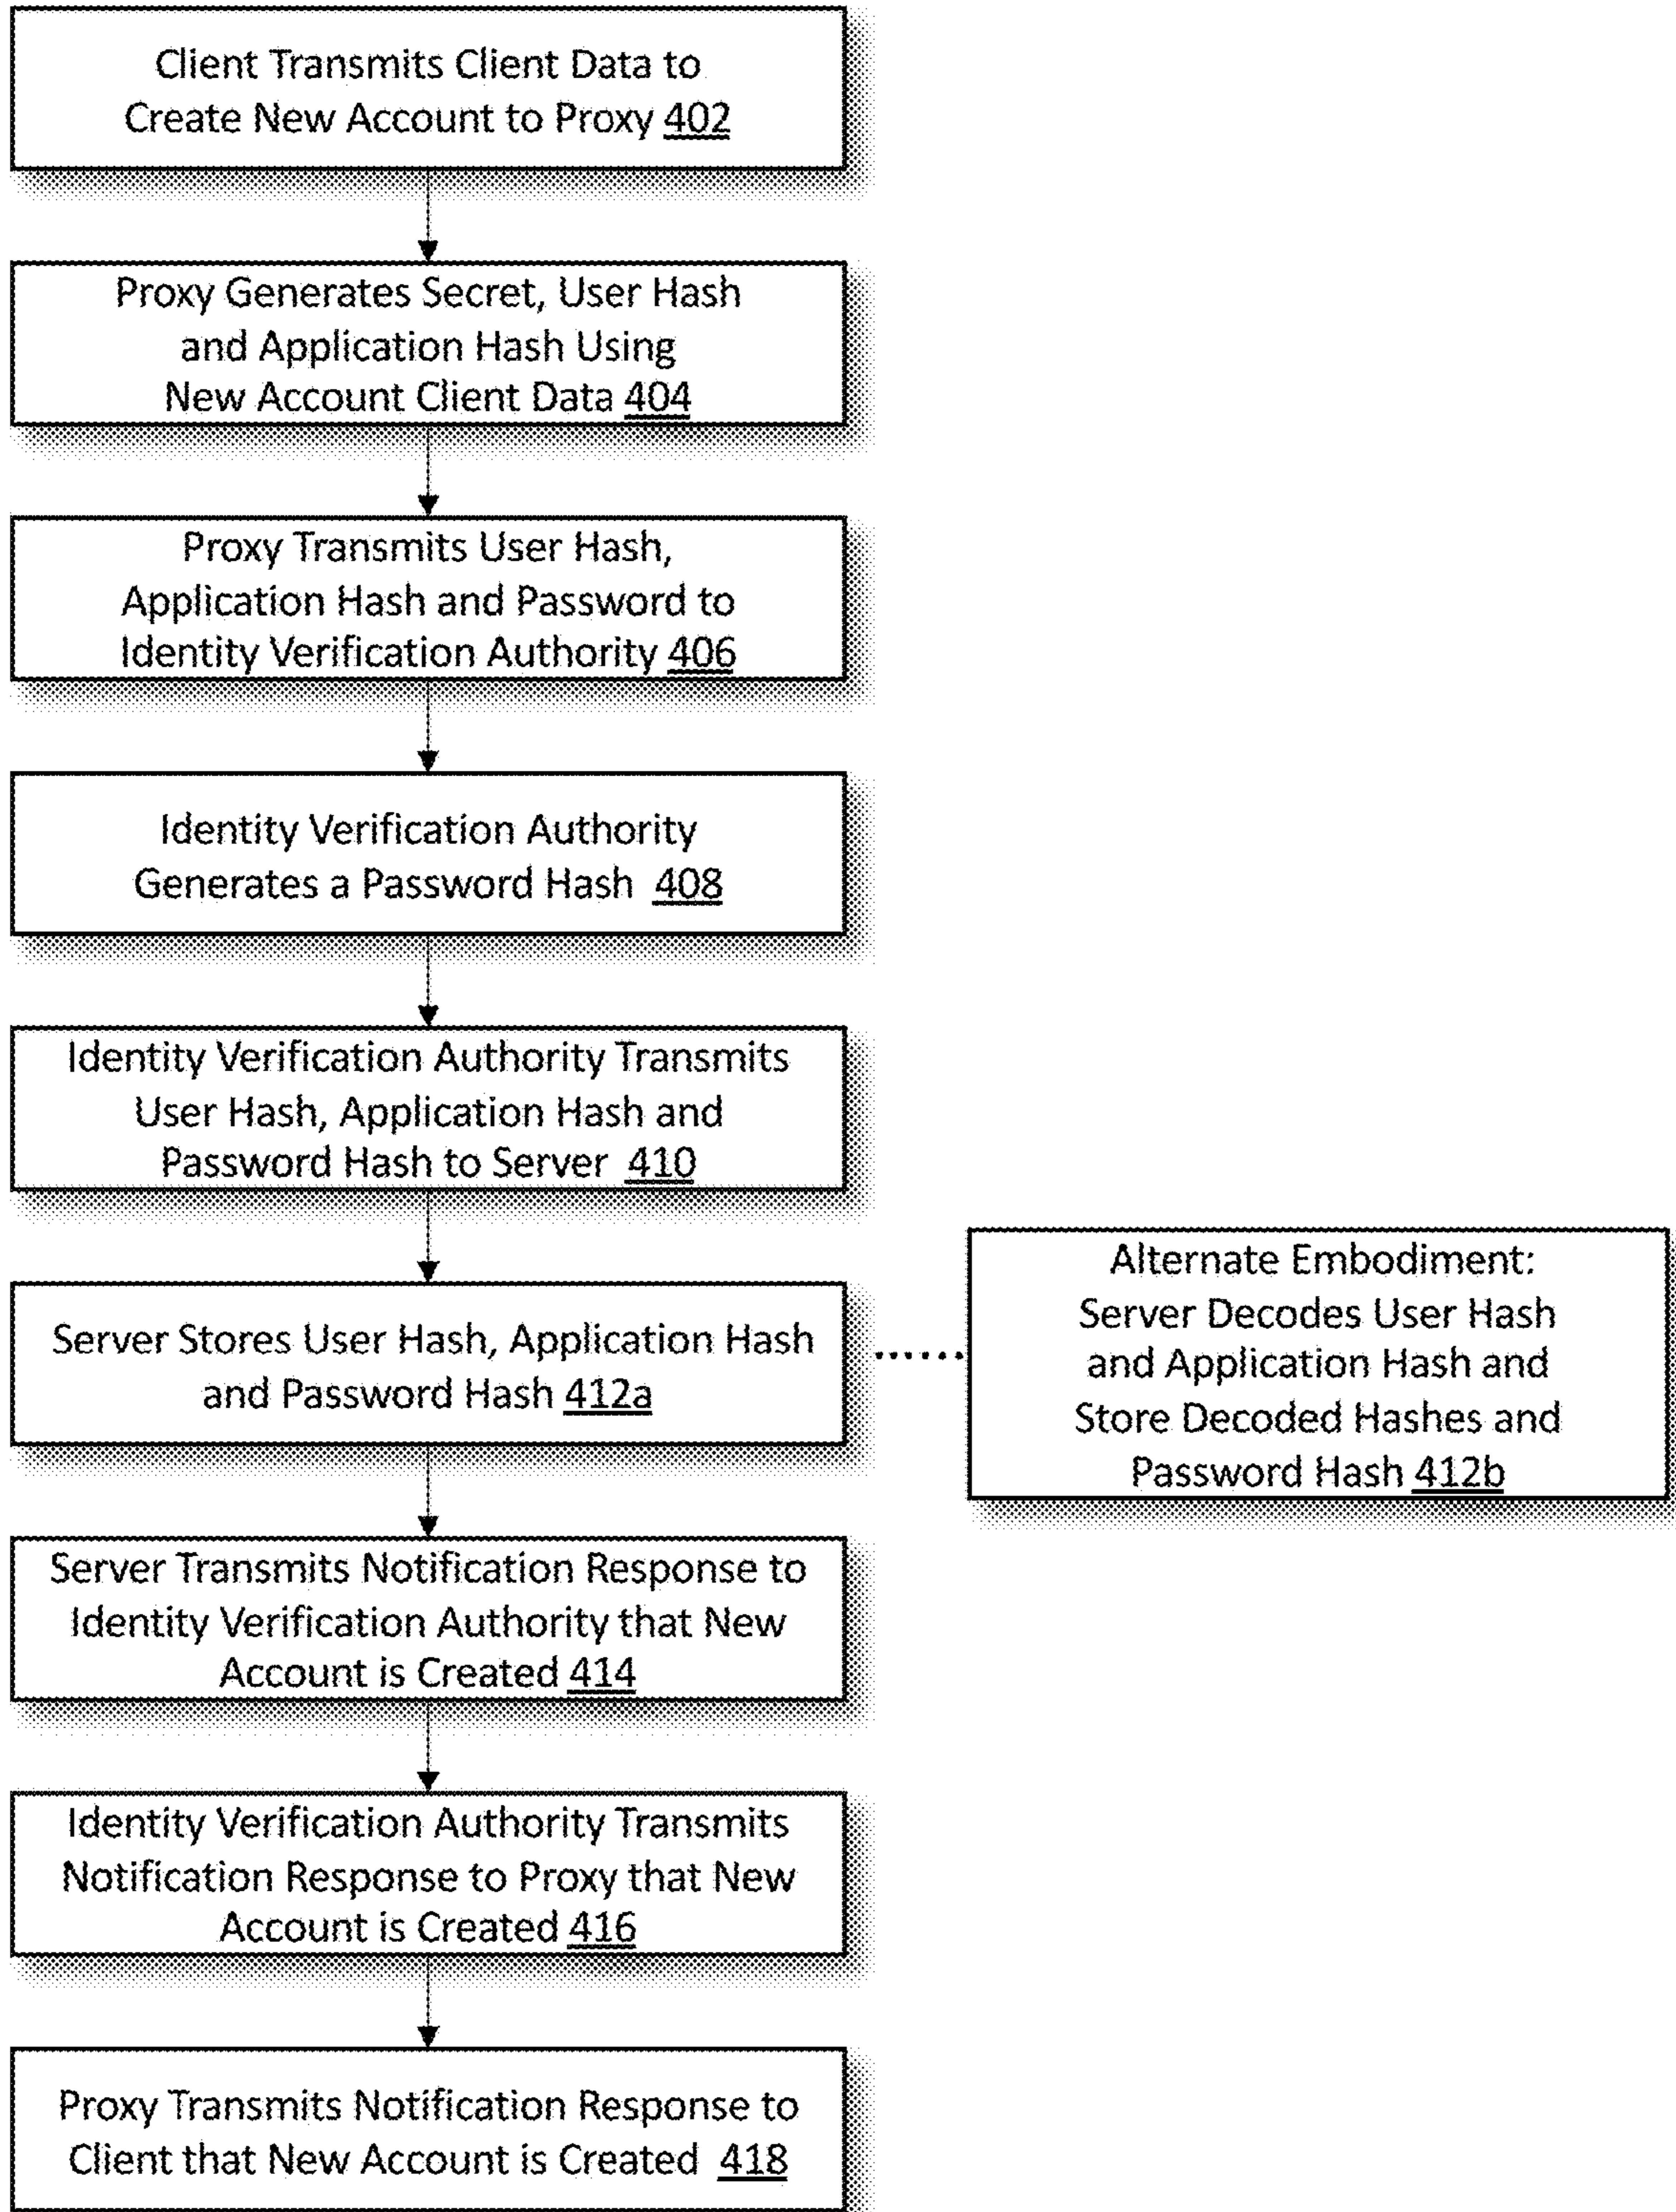 Client Transmits Client Data to
Create New Account to Proxy 402
Proxy Generates Secret, User Hash
and Application Hash Using
New Account Client Data 404
Proxy Transmits User Hash,
Application Hash and Password to
Identity Verification Authority 406
Identity Verification Authority
Generates a Password Hash 408
Identity Verification Authority Transmits
User Hash, Application Hash and
Password Hash to Server 410
Server Stores User Hash, Application Hash
and Password Hash 412a
Alternate Embodiment:
Server Decodes User Hash
and Application Hash and
Store Decoded Hashes and
Password Hash 412b
Server Transmits Notification Response to
Identity Verification Authority that New
Account is Created 414
Identity Verification Authority Transmits
Notification Response to Proxy that New
Account is Created 416
Proxy Transmits Notification Response to
Client that New Account is Created 418